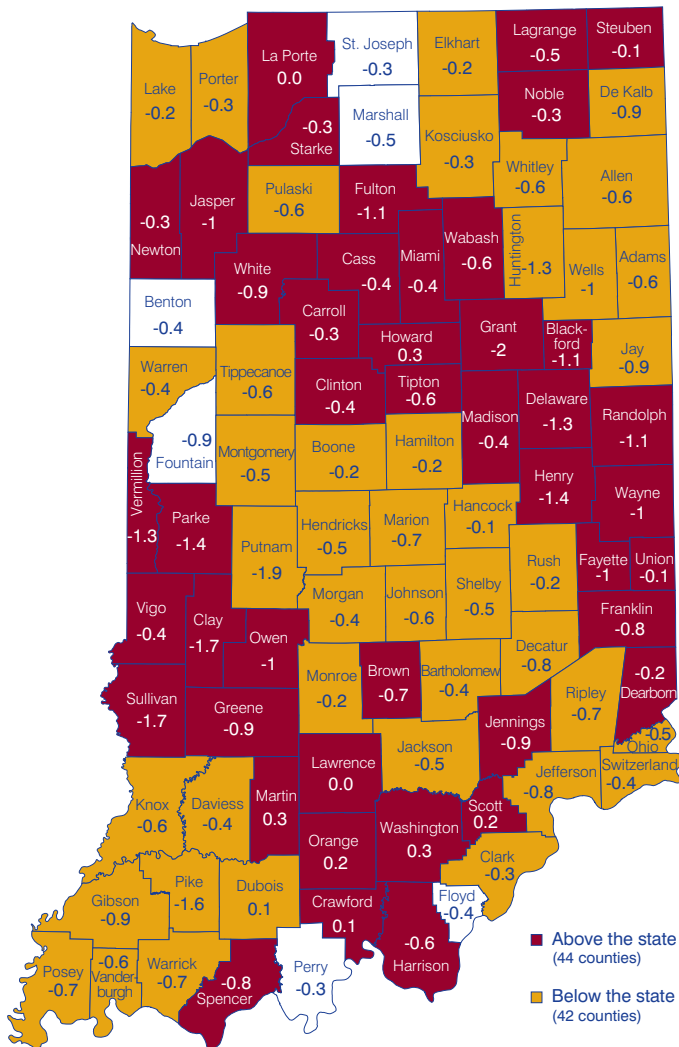 St. Joseph
-0.3
Elkhart
-0.2
Lagrange
-0.5
Steuben
-0.1
La Porte
0.0
Lake
-0.2
Porter
-0.3
Noble
-0.3
De Kalb
-0.9
Marshall
-0.5
-0.3
Starke
Kosciusko
-0.3
Whitley
-0.6
Allen
-0.6
Pulaski
-0.6
Fulton
-1.1
Jasper
-1
-0.3
Newton
Wabash
-0.6
Huntington
-1.3
Miami
-0.4
Cass
-0.4
White
-0.9
Wells
-1
Adams
-0.6
Benton
-0.4
Carroll
-0.3
Howard
0.3
Grant
-2
Black-
ford
-1.1
Jay
-0.9
Warren
-0.4
Tippecanoe
-0.6
Clinton
-0.4
Tipton
-0.6
Madison
-0.4
Delaware
-1.3
Randolph
-1.1
-0.9
Fountain
Montgomery
-0.5
Boone
-0.2
Hamilton
-0.2
Vermillion
-1.3
Henry
-1.4
Wayne
-1
Parke
-1.4
Putnam
-1.9
Hendricks
-0.5
Marion
-0.7
Hancock
-0.1
Rush
-0.2
Fayette
-1
Union
-0.1
Morgan
-0.4
Johnson
-0.6
Shelby
-0.5
Vigo
-0.4
Clay
-1.7
Owen
-1
Franklin
-0.8
Decatur
-0.8
Monroe
-0.2
Brown
-0.7
Bartholomew
-0.4
-0.2
Dearborn
Ripley
-0.7
Sullivan
-1.7
Greene
-0.9
Jennings
-0.9
-0.5
Ohio
Jackson
-0.5
Lawrence
0.0
Jefferson
-0.8
Switzerland
-0.4
Knox
-0.6
Daviess
-0.4
Martin
0.3
Scott
0.2
Washington
0.3
Orange
0.2
Clark
-0.3
Pike
-1.6
Dubois
0.1
Gibson
-0.9
Crawford
0.1
Floyd
-0.4
-0.6
Harrison
Posey
-0.7
-0.6
Vander-
burgh
Warrick
-0.7
-0.8
Spencer
Perry
-0.3
Above the state
(44 counties)
Below the state
(42 counties)